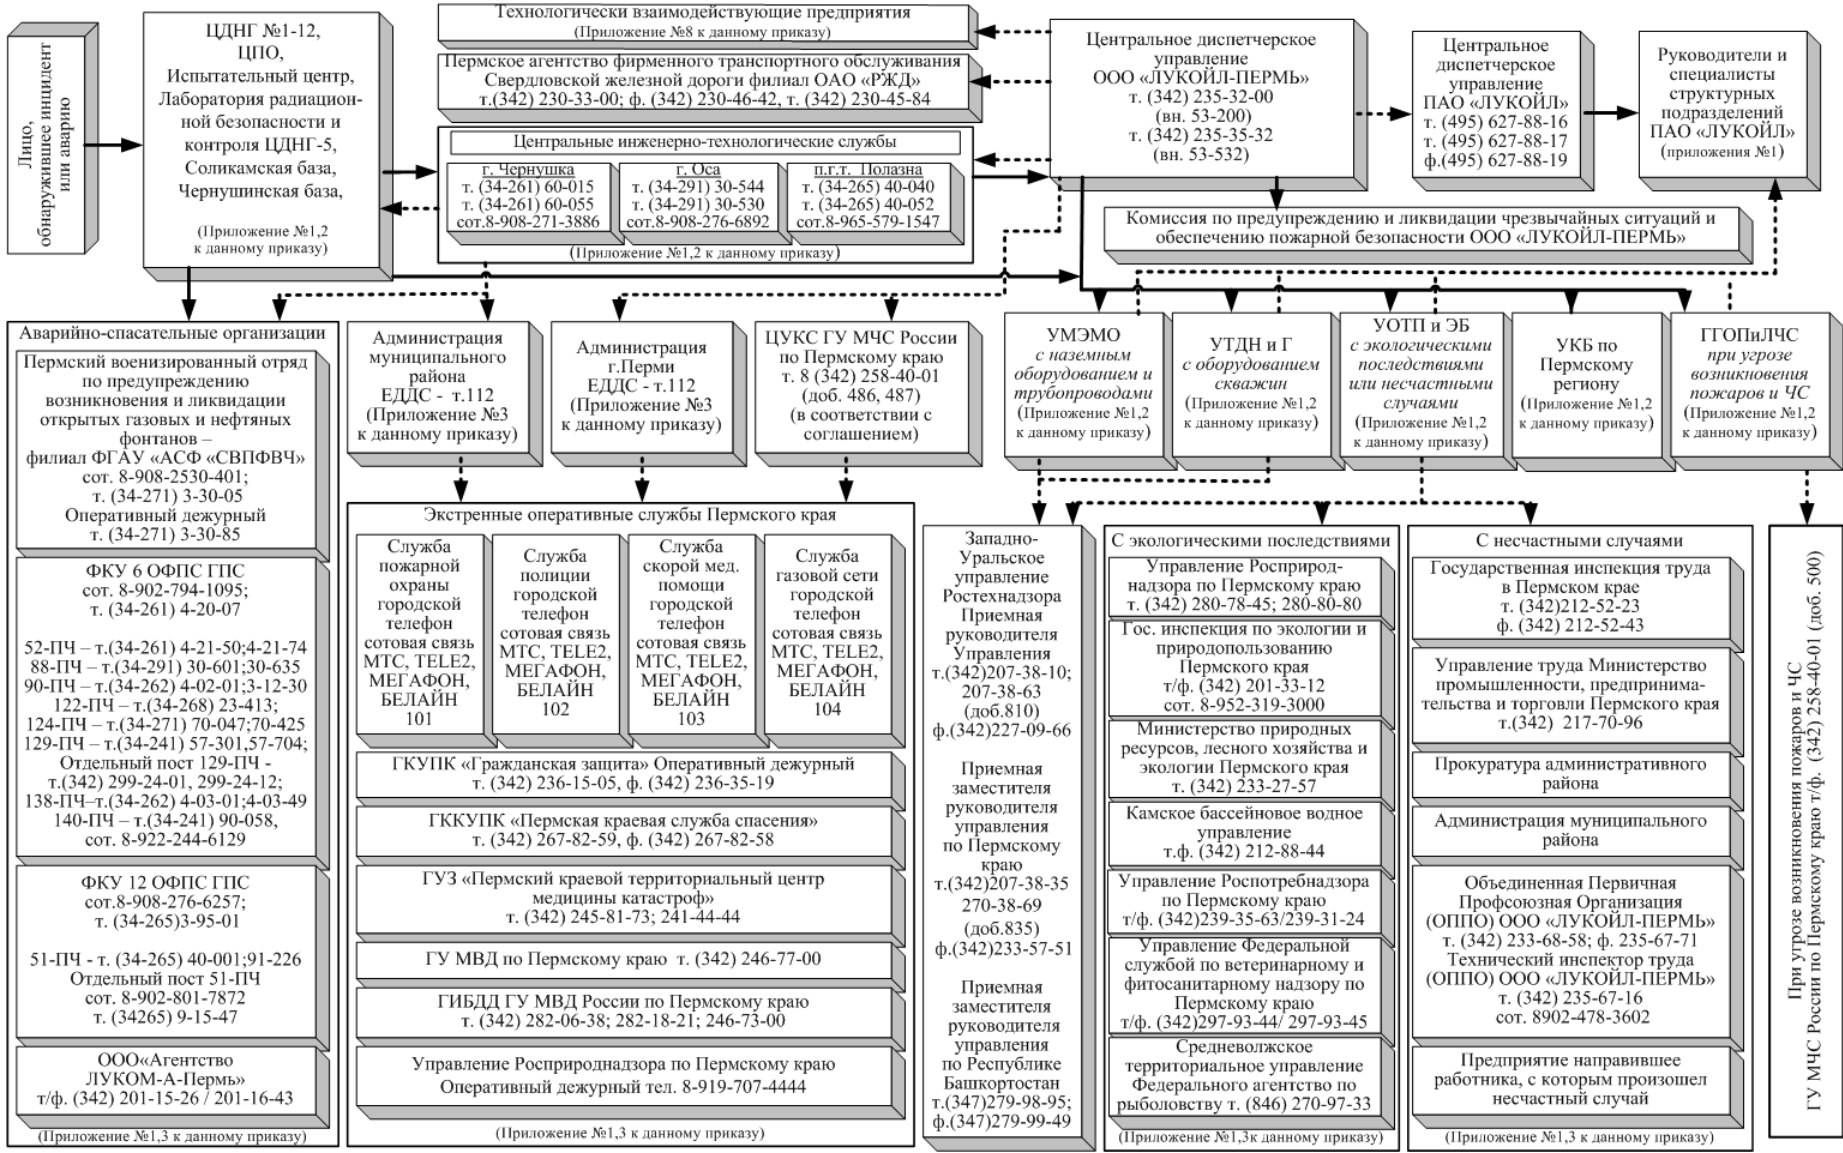 Лицо,
обнаружившее инцидент
или аварию
ЦДНГ №1-12,
ЦПО,
Испытательный центр,
Лаборатория радиацион-
ной безопасности и
контроля ЦДНГ-5,
Соликамская база,
Чернушинская база,
(Приложение №1,2
к данному приказу)
Технологически взаимодействующие предприятия
(Приложение №8 к данному приказу)
Пермское агентство фирменного транспортного обслуживания
Свердловской железной дороги филиал ОАО «РЖД»
т.(342) 230-33-00; ф. (342) 230-46-42, т. (342) 230-45-84
Центральные инженерно-технологические службы
г. Чернушка
т. (34-261) 60-015
т. (34-261) 60-055
сот.8-908-271-3886
г. Оса
т. (34-291) 30-544
т. (34-291) 30-530
сот.8-908-276-6892
п.г.т. Полазна
т. (34-265) 40-040
т. (34-265) 40-052
сот.8-965-579-1547
(Приложение №1,2 к данному приказу)
Центральное диспетчерское
управление
ООО «ЛУКОЙЛ-ПЕРМЬ»
т. (342) 235-32-00
(вн. 53-200)
т. (342) 235-35-32
(вн. 53-532)
Центральное
диспетчерское
управление
ПАО «ЛУКОЙЛ»
т. (495) 627-88-16
т. (495) 627-88-17
ф.(495) 627-88-19
Руководители и
специалисты
структурных
подразделений
ПАО «ЛУКОЙЛ»
(приложения №1)
Комиссия по предупреждению и ликвидации чрезвычайных ситуаций и
обеспечению пожарной безопасности ООО «ЛУКОЙЛ-ПЕРМЬ»
Аварийно-спасательные организации
Пермский военизированный отряд
по предупреждению
возникновения и ликвидации
открытых газовых и нефтяных
фонтанов –
филиал ФГАУ «АСФ «СВПФВЧ»
сот. 8-908-2530-401;
т. (34-271) 3-30-05
Оперативный дежурный
т. (34-271) 3-30-85
ФКУ 6 ОФПС ГПС
сот. 8-902-794-1095;
т. (34-261) 4-20-07
52-ПЧ – т.(34-261) 4-21-50;4-21-74
88-ПЧ – т.(34-291) 30-601;30-635
90-ПЧ – т.(34-262) 4-02-01;3-12-30
122-ПЧ – т.(34-268) 23-413;
124-ПЧ – т.(34-271) 70-047;70-425
129-ПЧ – т.(34-241) 57-301,57-704;
Отдельный пост 129-ПЧ -
т.(342) 299-24-01, 299-24-12;
138-ПЧ–т.(34-262) 4-03-01;4-03-49
140-ПЧ – т.(34-241) 90-058,
сот. 8-922-244-6129
ФКУ 12 ОФПС ГПС
сот.8-908-276-6257;
т. (34-265)3-95-01
51-ПЧ - т. (34-265) 40-001;91-226
Отдельный пост 51-ПЧ
сот. 8-902-801-7872
т. (34265) 9-15-47
ООО«Агентство
ЛУКОМ-А-Пермь»
т/ф. (342) 201-15-26 / 201-16-43
(Приложение №1,3 к данному приказу)
Администрация
муниципального
района
ЕДДС - т.112
(Приложение №3
к данному приказу)
Администрация
г.Перми
ЕДДС - т.112
(Приложение №3
к данному приказу)
ЦУКС ГУ МЧС России
по Пермскому краю
т. 8 (342) 258-40-01
(доб. 486, 487)
(в соответствии с
соглашением)
УМЭМО
с наземным
оборудованием и
трубопроводами
(Приложение №1,2
к данному приказу)
УТДН и Г
с оборудованием
скважин
(Приложение №1,2
к данному приказу)
УОТП и ЭБ
с экологическими
последствиями
или несчастными
случаями
(Приложение №1,2
к данному приказу)
УКБ по
Пермскому
региону
(Приложение №1,2
к данному приказу)
ГГОПиЛЧС
при угрозе
возникновения
пожаров и ЧС
(Приложение №1,2
к данному приказу)
Экстренные оперативные службы Пермского края
Служба
пожарной
охраны
городской
телефон
сотовая связь
МТС, TELE2,
МЕГАФОН,
БЕЛАЙН
101
Служба
полиции
городской
телефон
сотовая связь
МТС, TELE2,
МЕГАФОН,
БЕЛАЙН
102
Служба
скорой мед.
помощи
городской
телефон
сотовая связь
МТС, TELE2,
МЕГАФОН,
БЕЛАЙН
103
Служба
газовой сети
городской
телефон
сотовая связь
МТС, TELE2,
МЕГАФОН,
БЕЛАЙН
104
ГКУПК «Гражданская защита» Оперативный дежурный
т. (342) 236-15-05, ф. (342) 236-35-19
ГККУПК «Пермская краевая служба спасения»
т. (342) 267-82-59, ф. (342) 267-82-58
ГУЗ «Пермский краевой территориальный центр
медицины катастроф»
т. (342) 245-81-73; 241-44-44
ГУ МВД по Пермскому краю т. (342) 246-77-00
ГИБДД ГУ МВД России по Пермскому краю
т. (342) 282-06-38; 282-18-21; 246-73-00
Управление Росприроднадзора по Пермскому краю
Оперативный дежурный тел. 8-919-707-4444
(Приложение №1,3 к данному приказу)
Западно-
Уральское
управление
Ростехнадзора
Приемная
руководителя
Управления
т.(342)207-38-10;
207-38-63
(доб.810)
ф.(342)227-09-66
Приемная
заместителя
руководителя
управления
по Пермскому
краю
т.(342)207-38-35
270-38-69
(доб.835)
ф.(342)233-57-51
Приемная
заместителя
руководителя
управления
по Республике
Башкортостан
т.(347)279-98-95;
ф.(347)279-99-49
С экологическими последствиями
Управление Росприрод-
надзора по Пермскому краю
т. (342) 280-78-45; 280-80-80
Гос. инспекция по экологии и
природопользованию
Пермского края
т/ф. (342) 201-33-12
сот. 8-952-319-3000
Министерство природных
ресурсов, лесного хозяйства и
экологии Пермского края
т. (342) 233-27-57
Камское бассейновое водное
управление
т.ф. (342) 212-88-44
Управление Роспотребнадзора
по Пермскому краю
т/ф. (342)239-35-63/239-31-24
Управление Федеральной
службой по ветеринарному и
фитосанитарному надзору по
Пермскому краю
т/ф. (342)297-93-44/ 297-93-45
Средневолжское
территориальное управление
Федерального агентство по
рыболовству т. (846) 270-97-33
(Приложение №1,3к данному приказу)
С несчастными случаями
Государственная инспекция труда
в Пермском крае
т. (342)212-52-23
ф. (342) 212-52-43
Управление труда Министерство
промышленности, предпринима-
тельства и торговли Пермского края
т.(342) 217-70-96
Прокуратура административного
района
Администрация муниципального
района
Объединенная Первичная
Профсоюзная Организация
(ОППО) ООО «ЛУКОЙЛ-ПЕРМЬ»
т. (342) 233-68-58; ф. 235-67-71
Технический инспектор труда
(ОППО) ООО «ЛУКОЙЛ-ПЕРМЬ»
т. (342) 235-67-16
сот. 8902-478-3602
Предприятие направившее
работника, с которым произошел
несчастный случай
(Приложение №1,3 к данному приказу)
При угрозе возникновения пожаров и ЧС
ГУ МЧС России по Пермскому краю т/ф. (342) 258-40-01 (доб. 500)